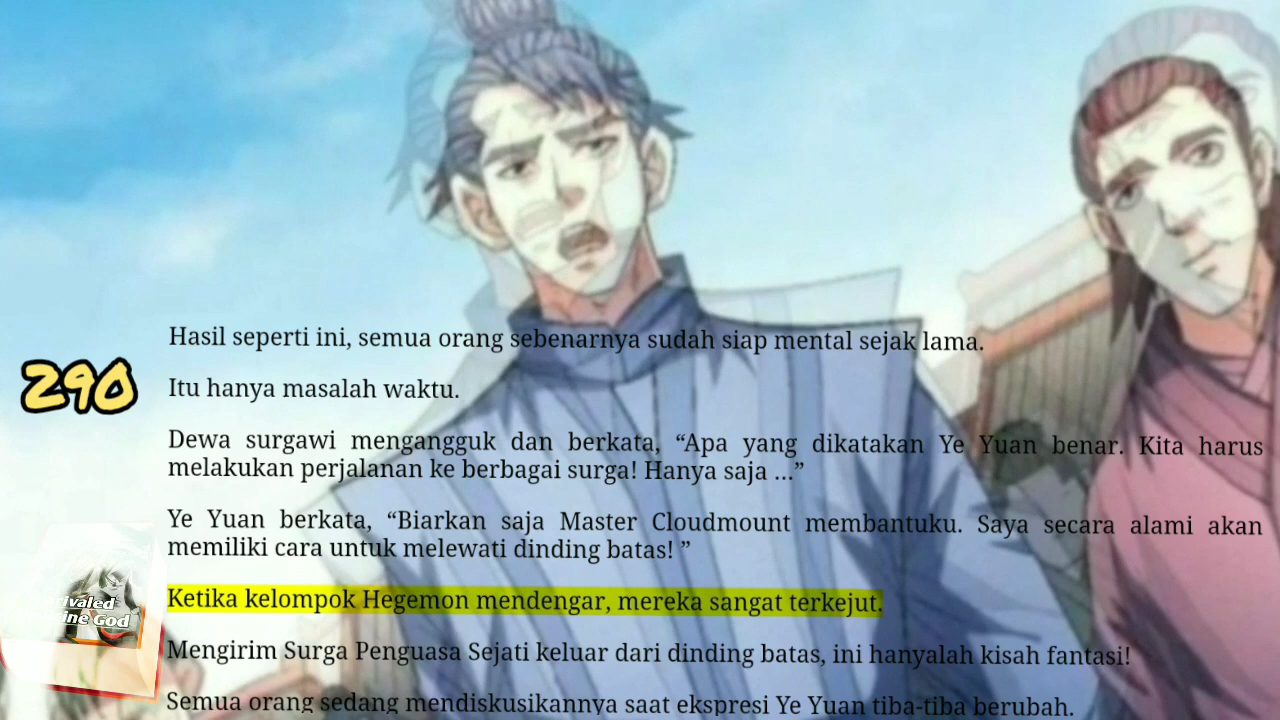 Hasil seperti ini, semua orang sebenarnya sudah siap mental sejak lama.
290
Itu hanya masalah waktu.
Dewa surgawi mengangguk dan berkata, “Apa yang dikatakan Ye Yuan benar. Kita harus
melakukan perjalanan ke berbagai surga! Hanya saja ...”
Ye Yuan berkata, “Biarkan saja Master Cloudmount membantuku. Saya secara alami akan
memiliki cara untuk melewati dinding batas! ”
Ketika kelompok Hegemon mendengar, mereka sangat terkejut.
Mengirim Surga Penguasa Sejati keluar dari dinding batas, ini hanyalah kisah fantasi!
Semua orang sedang mendiskusikannya saat ekspresi Ye Yuan tiba-tiba berubah.
God